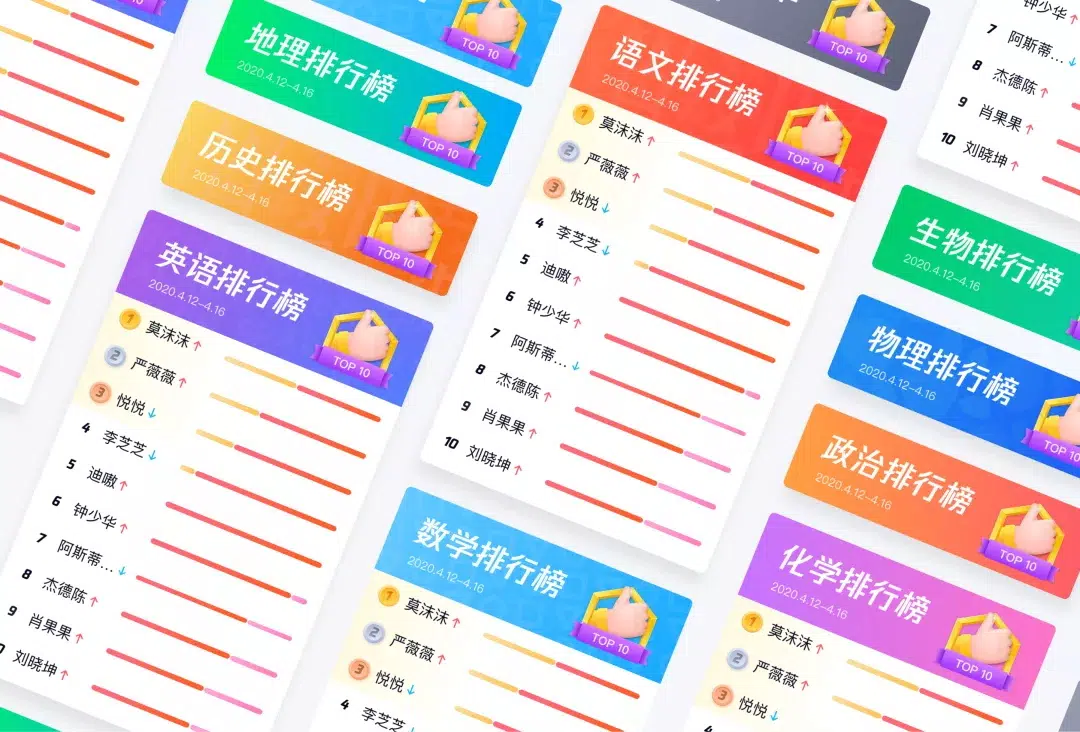 TOP 10
地理排行榜
2020.4.12-4.16
TOP 10
历史排行榜
2020.4.12-4.16
TOP 10
英语排行榜
2020.4.12-4.16
TOP 10
1 莫沫沫↑
2 严薇薇↑
3 悦悦↓
4 李芝芝↓
5 迪嗷↑
6 钟少华↑
7 阿斯蒂...↓
8 杰德陈↑
9 肖果果↑
刘晓坤↑
TOP 10
语文排行榜
2020.4.12-4.16
TOP 10
1 莫沫沫↑
2 严薇薇↑
3 悦悦↓
4 李芝芝↓
5 迪嗷↑
6 钟少华↑
7 阿斯蒂...↓
8 杰德陈↑
9 肖果果↑
10 刘晓坤↑
数学排行榜
2020.4.12-4.16
TOP 10
1 莫沫沫↑
2 严薇薇↑
3 悦悦↓
4 李芝芝↓
钟少华↑
7 阿斯蒂...↓
8 杰德陈↑
9 肖果果↑
10 刘晓坤↑
生物排行榜
2020.4.12-4.16
物理排行榜
2020.4.12-4.16
TOP 10
政治排行榜
2020.4.12-4.16
TOP 10
化学排行榜
2020.4.12-4.16
TOP 10
1 莫沫沫↑
2 严薇薇↑
3 悦悦↓